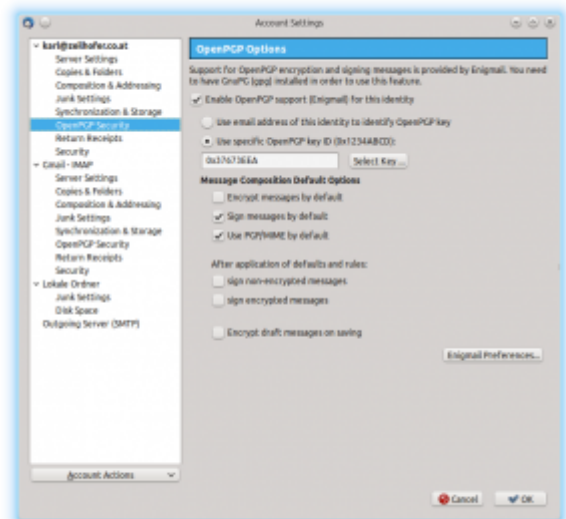 Account Settings
karl@zeilhofer.co.at
Server Settings
Copies & Folders
Composition & Addressing
Junk Settings
Synchronization & Storage
OpenPGP Security
Return Receipts
Security
Gmail - IMAP
Server Settings
Copies & Folders
Composition & Addressing
Junk Settings
Synchronization & Storage
OpenPGP Security
Return Receipts
Security
Lokale Ordner
Junk Settings
Disk Space
Outgoing Server (SMTP)
Account Actions
OpenPGP Options
Support for OpenPGP encryption and signing messages is provided by Enigmail. You need
to have GnuPG (gpg) installed in order to use this feature.
Enable OpenPGP support (Enigmail) for this identity
Use email address of this identity to identify OpenPGP key
Use specific OpenPGP key ID (0x1234ABCD):
0x37673EEA
Select Key ...
Message Composition Default Options
Encrypt messages by default
Sign messages by default
Use PGP/MIME by default
After application of defaults and rules:
sign non-encrypted messages
sign encrypted messages
Encrypt draft messages on saving
Enigmail Preferences...
Cancel
OK